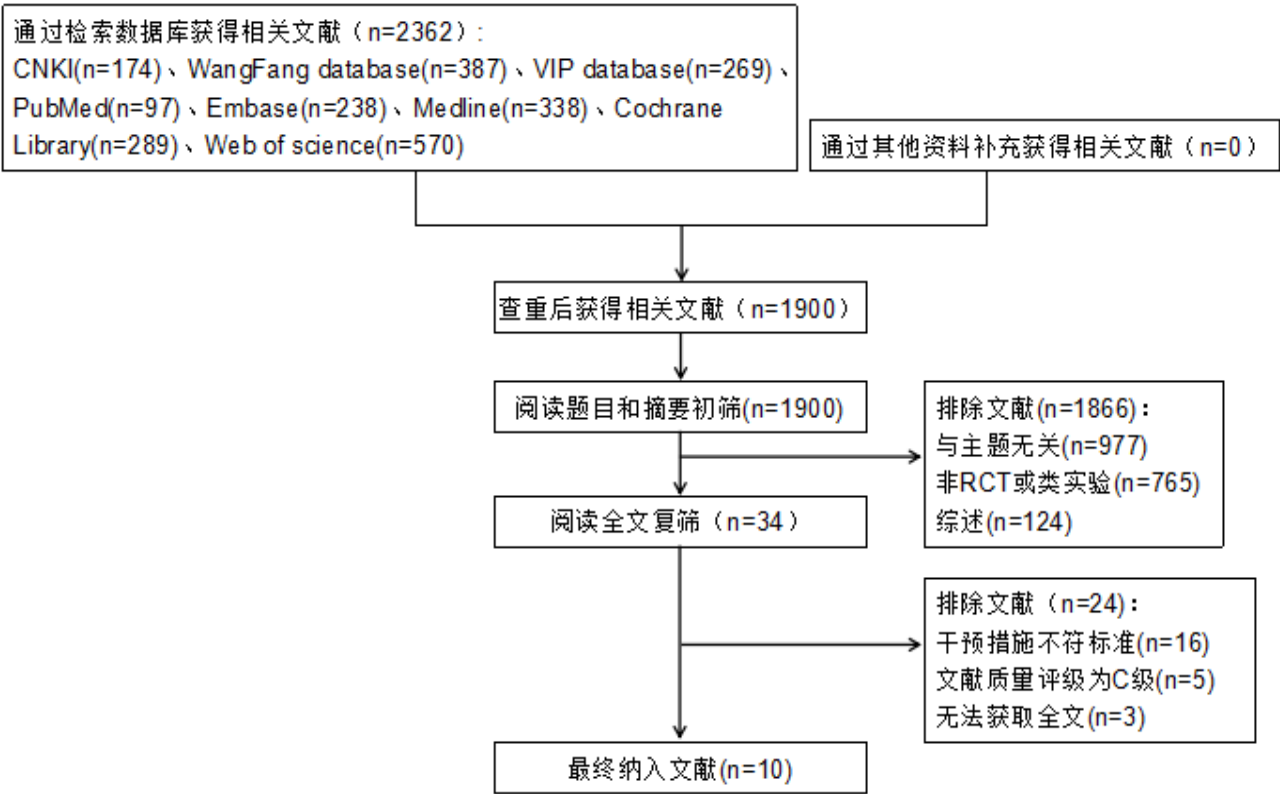 通过检索数据库获得相关文献（n=2362）:
CNKI(n=174)、WangFang database(n=387)、VIP database(n=269)、
PubMed(n=97)、Embase(n=238)、Medline(n=338)、Cochrane
Library(n=289)、Web of science(n=570)
通过其他资料补充获得相关文献（n=0）
查重后获得相关文献（n=1900）
阅读题目和摘要初筛(n=1900)
排除文献(n=1866)：
与主题无关(n=977)
非RCT或类实验(n=765)
综述(n=124)
阅读全文复筛（n=34）
排除文献（n=24)：
干预措施不符标准(n=16)
文献质量评级为C级(n=5)
无法获取全文(n=3)
最终纳入文献(n=10)